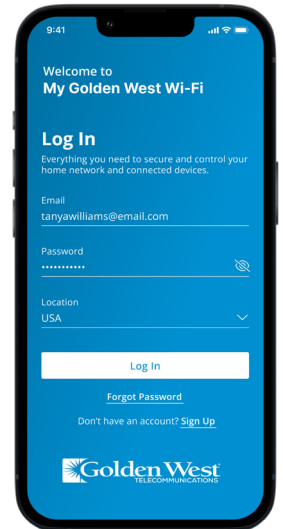 9:41
Welcome to
My Golden West Wi-Fi
Log In
Everything you need to secure and control your
home network and connected devices.
Email
tanyawilliams@email.com
Password
•••••••••••
Location
USA
Log In
Forgot Password
Don't have an account? Sign Up
Golden West
TELECOMMUNICATIONS